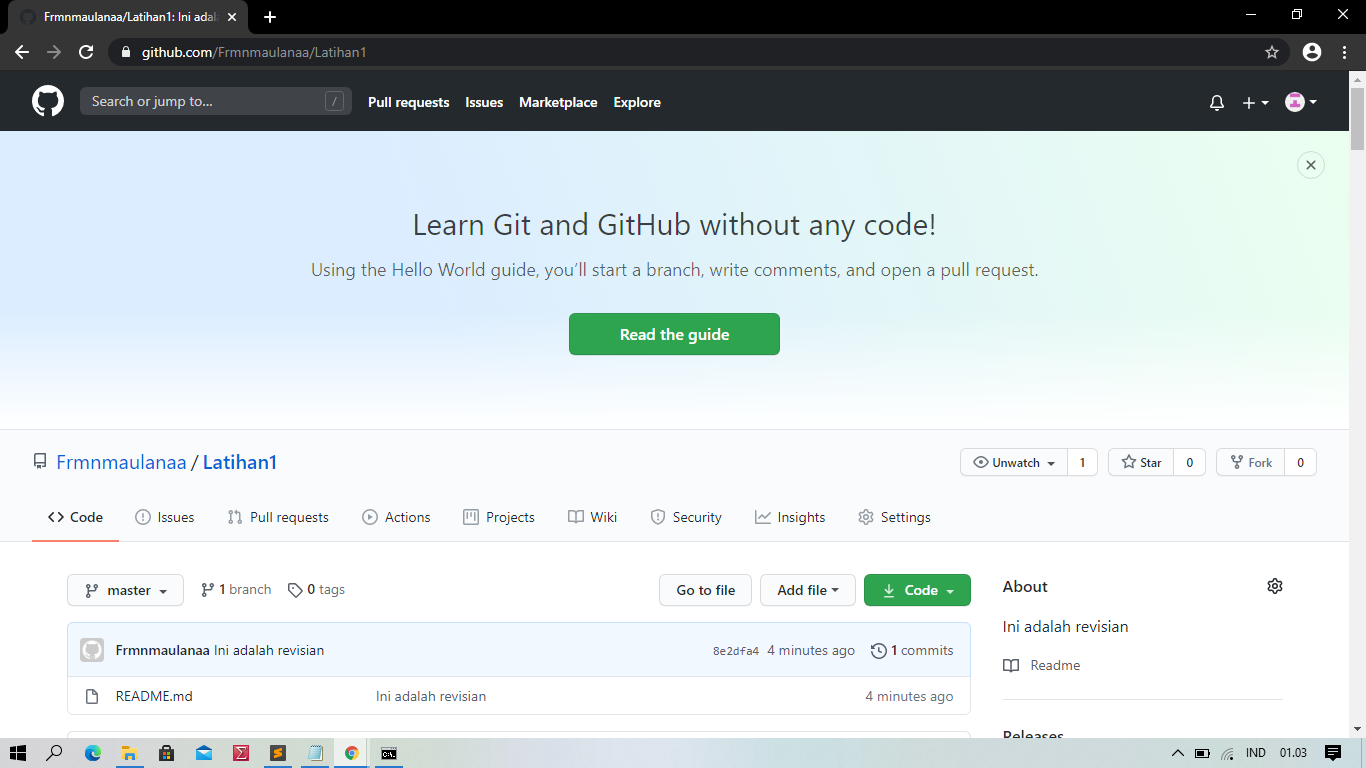 Frmnmaulanaa/Latihan1: Ini adal
github.com/Frmnmaulanaa/Latihan1
Search or jump to...
/
Pull requests
Issues
Marketplace
Explore
Learn Git and GitHub without any code!
Using the Hello World guide, you’ll start a branch, write comments, and open a pull request.
Read the guide
Frmnmaulanaa / Latihan1
Unwatch 1
Star 0
Fork 0
Code
Issues
Pull requests
Actions
Projects
Wiki
Security
Insights
Settings
master
1 branch
0 tags
Go to file
Add file
Code
About
Frmnmaulanaa Ini adalah revisian
8e2dfa4 4 minutes ago
1 commits
Ini adalah revisian
Readme
README.md
Ini adalah revisian
4 minutes ago
Releases
IND
01.03